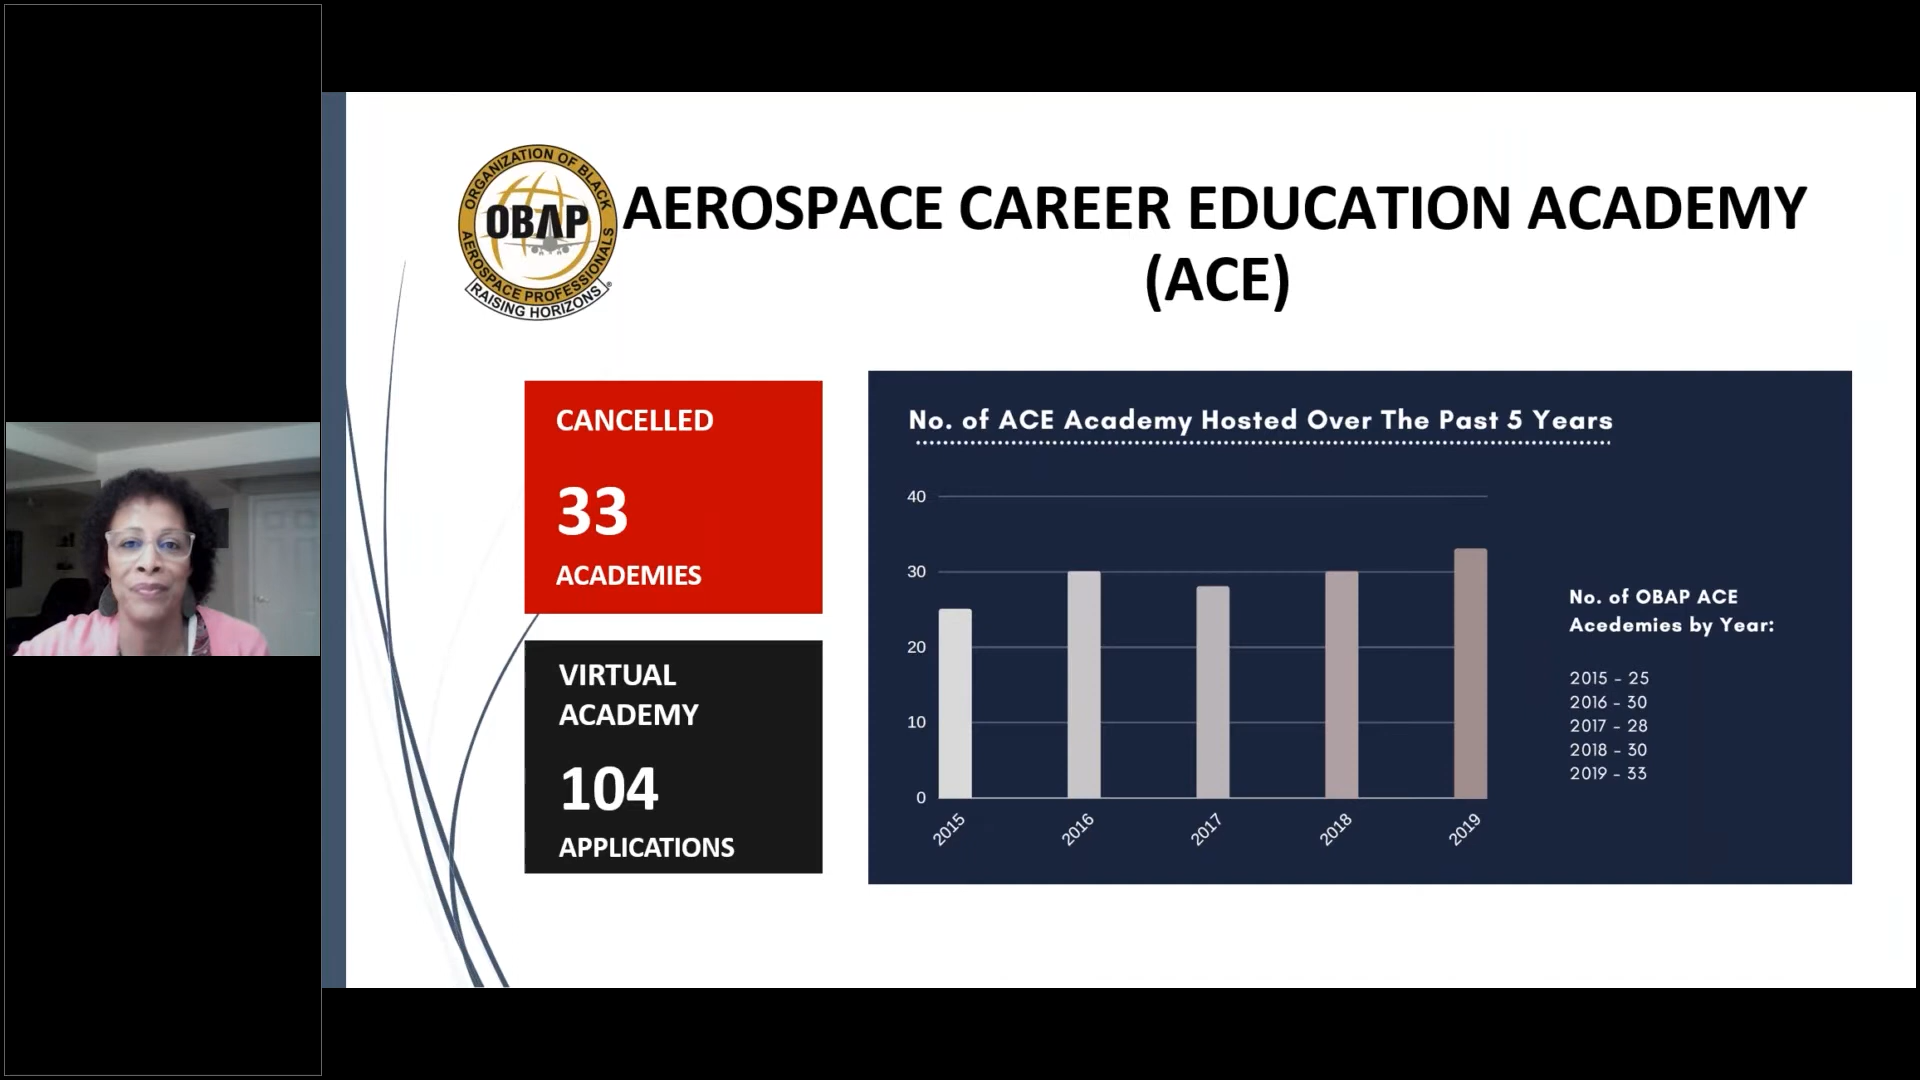 ORGANIZATION OF BLACK
OBAP
AEROSPACE PROFESSIONALS
RAISING HORIZONS
AEROSPACE CAREER EDUCATION ACADEMY
(ACE)
CANCELLED
33
ACADEMIES
VIRTUAL
ACADEMY
104
APPLICATIONS
No. of ACE Academy Hosted Over The Past 5 Years
40
30
20
10
0
2015
2016
2017
2018
2019
No. of OBAP ACE
Acedemies by Year:
2015 - 25
2016 - 30
2017 - 28
2018 - 30
2019 - 33